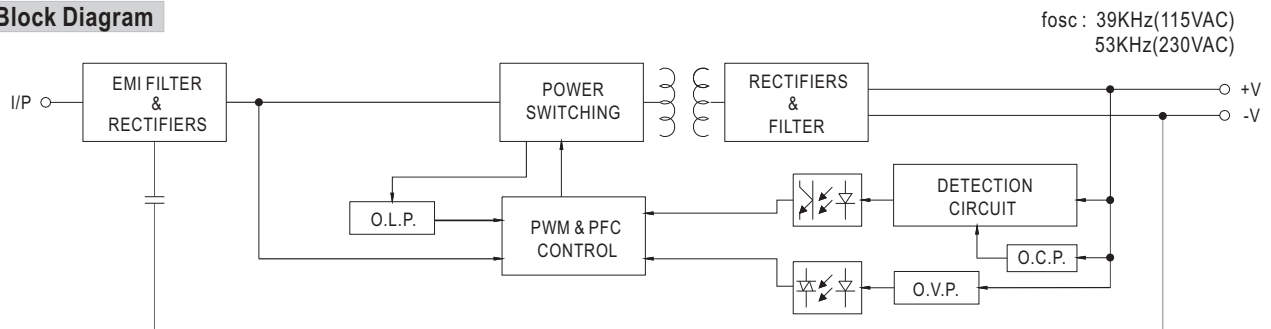 Block Diagram
fosc : 39KHz(115VAC)
53KHz(230VAC)
I/P
EMI FILTER
&
RECTIFIERS
POWER
SWITCHING
RECTIFIERS
&
FILTER
+V
-V
O.L.P.
PWM & PFC
CONTROL
DETECTION
CIRCUIT
O.C.P.
O.V.P.